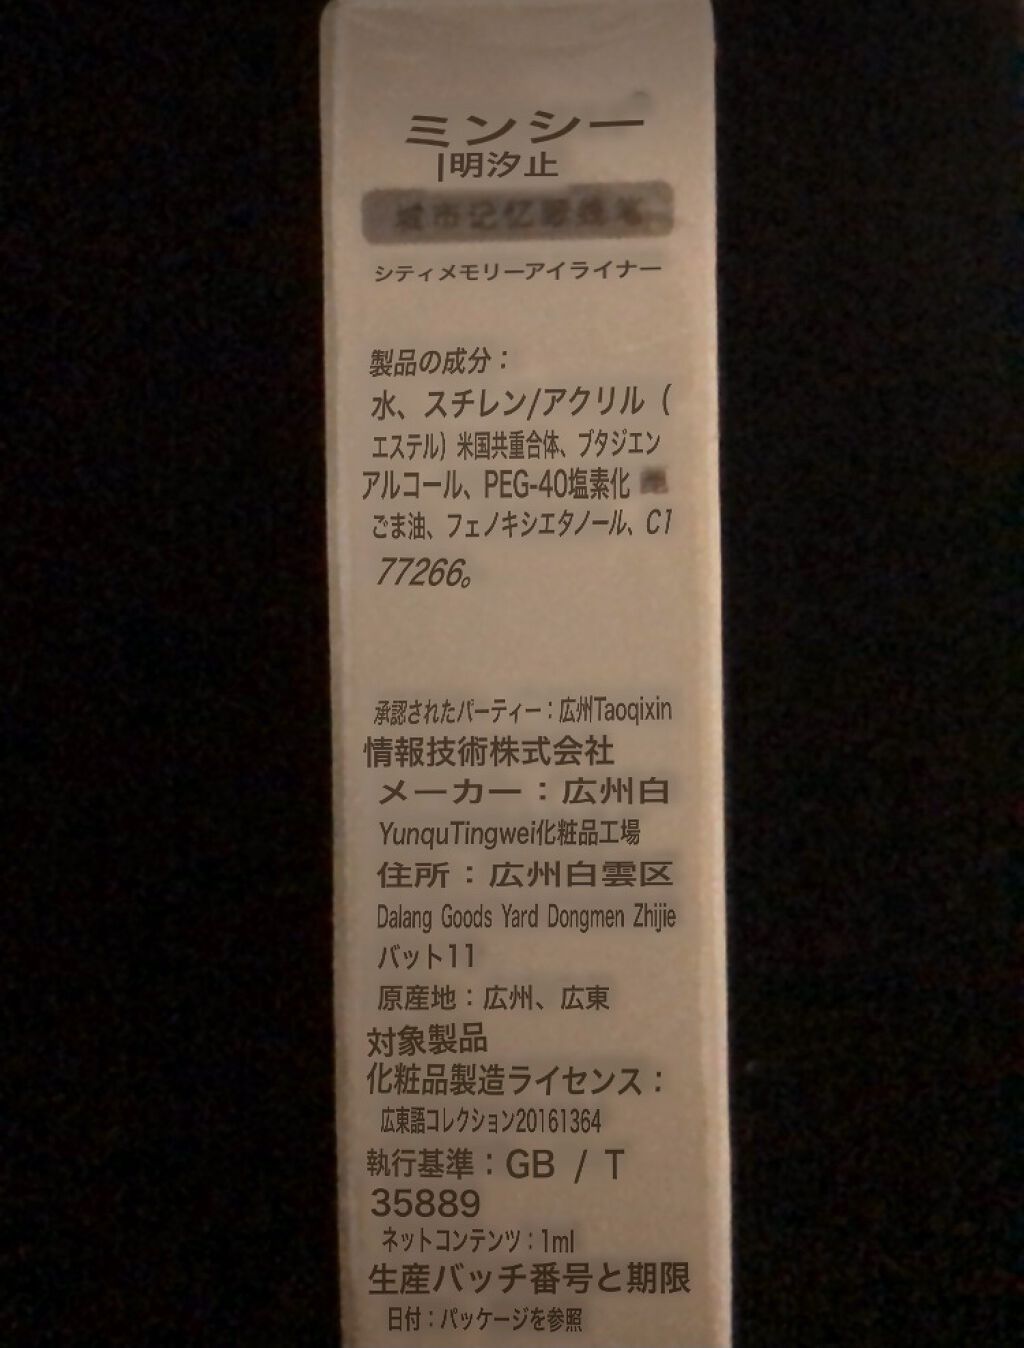 ミンシー
|明汐止
シティメモリーアイライナー
製品の成分：
水、スチレン/アクリル（
エステル）米国共重合体、ブタジエン
アルコール、PEG-40塩素化
ごま油、フェノキシエタノール、C1
77266。
承認されたパーティー：広州Taoqixin
情報技術株式会社
メーカー：広州白
YunquTingwei化粧品工場
住所：広州白雲区
Dalang Goods Yard Dongmen Zhijie
バット11
原産地：広州、広東
対象製品
化粧品製造ライセンス：
広東語コレクション20161364
執行基準：GB / T
35889
ネットコンテンツ：1ml
生産バッチ番号と期限
日付：パッケージを参照